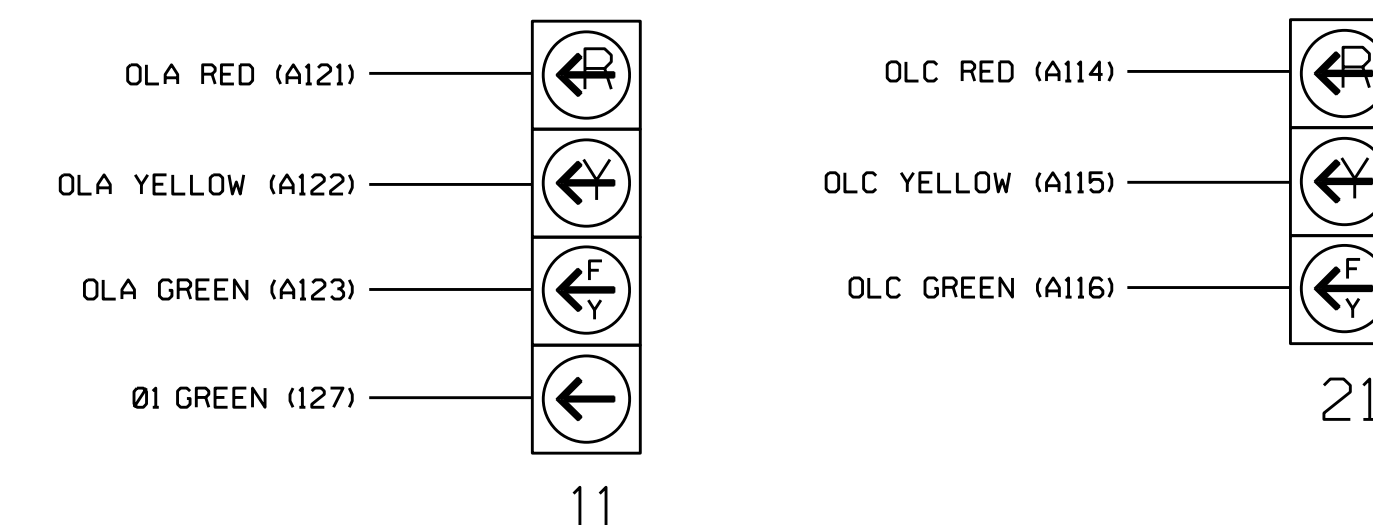 OLA RED (A121)
R
OLA YELLOW (A122)
Y
OLA GREEN (A123)
F
Y
Ø1 GREEN (127)
11
OLC RED (A114)
R
OLC YELLOW (A115)
Y
OLC GREEN (A116)
F
Y
21